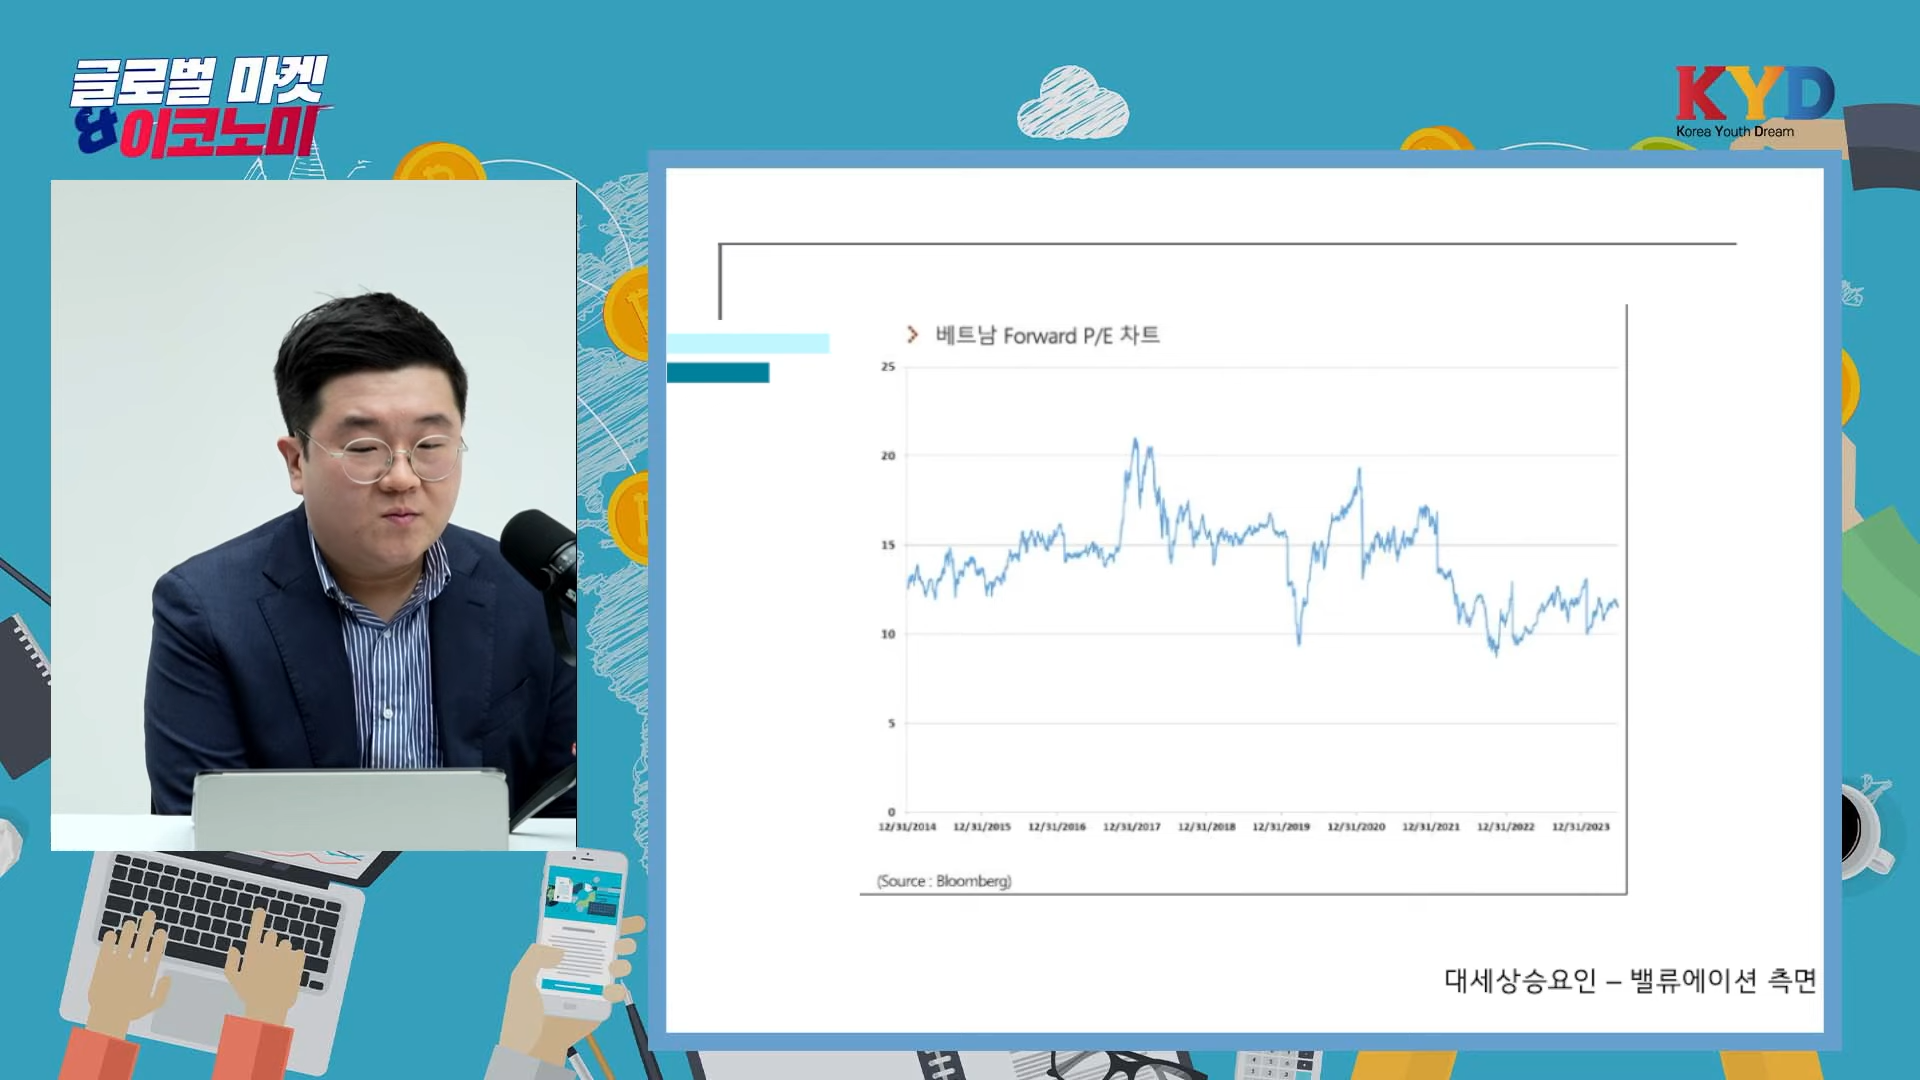 글로벌 마켓
&이코노미
KYD
Korea Youth Dream
베트남 Forward P/E 차트
25
20
15
10
5
0
12/31/2014 12/31/2015 12/31/2016 12/31/2017 12/31/2018 12/31/2019 12/31/2020 12/31/2021 12/31/2022 12/31/2023
(Source : Bloomberg)
대세상승요인 – 밸류에이션 측면